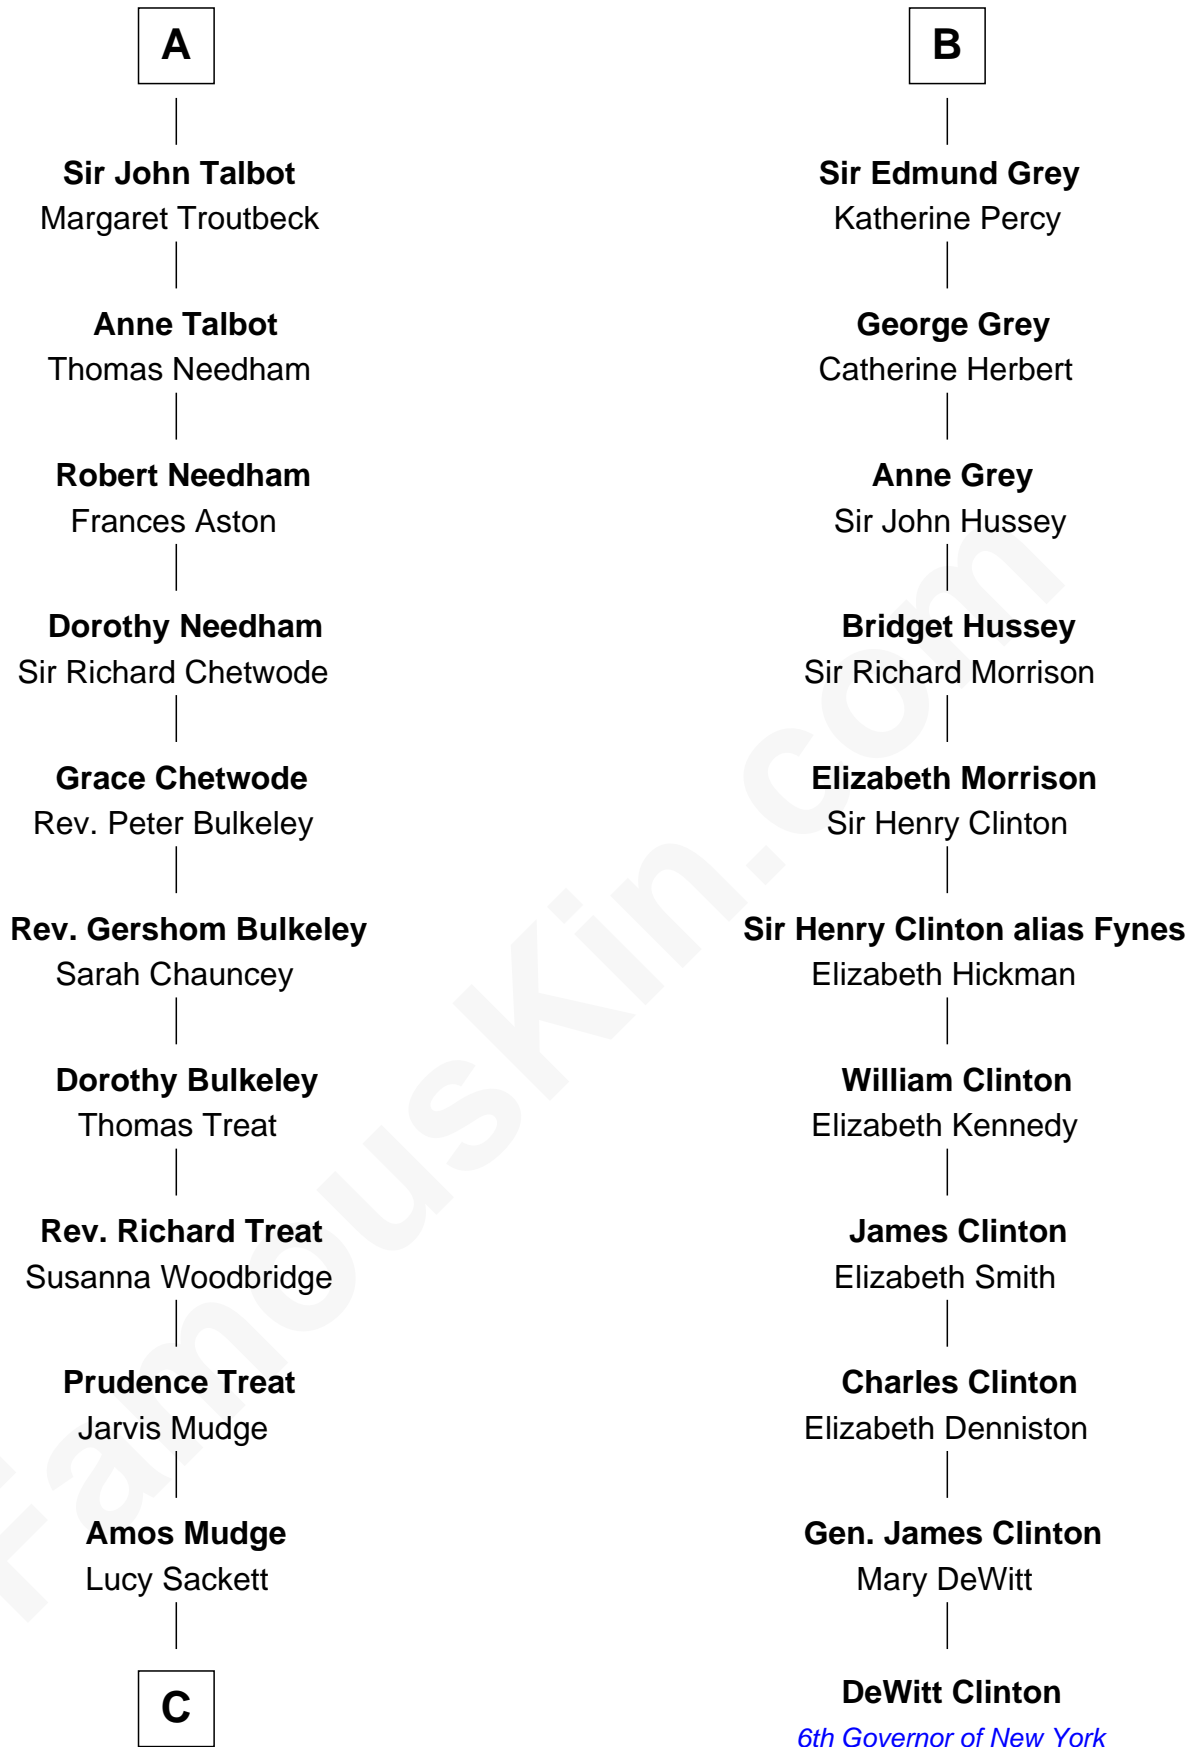 A
Sir John Talbot
Margaret Troutbeck
Anne Talbot
Thomas Needham
Robert Needham
Frances Aston
Dorothy Needham
Sir Richard Chetwode
Grace Chetwode
Rev. Peter Bulkeley
Rev. Gershom Bulkeley
Sarah Chauncey
Dorothy Bulkeley
Thomas Treat
Rev. Richard Treat
Susanna Woodbridge
Prudence Treat
Jarvis Mudge
Amos Mudge
Lucy Sackett
C
B
Sir Edmund Grey
Katherine Percy
George Grey
Catherine Herbert
Anne Grey
Sir John Hussey
Bridget Hussey
Sir Richard Morrison
Elizabeth Morrison
Sir Henry Clinton
Sir Henry Clinton alias Fynes
Elizabeth Hickman
William Clinton
Elizabeth Kennedy
James Clinton
Elizabeth Smith
Charles Clinton
Elizabeth Denniston
Gen. James Clinton
Mary DeWitt
DeWitt Clinton
6th Governor of New York
FamousKin.com